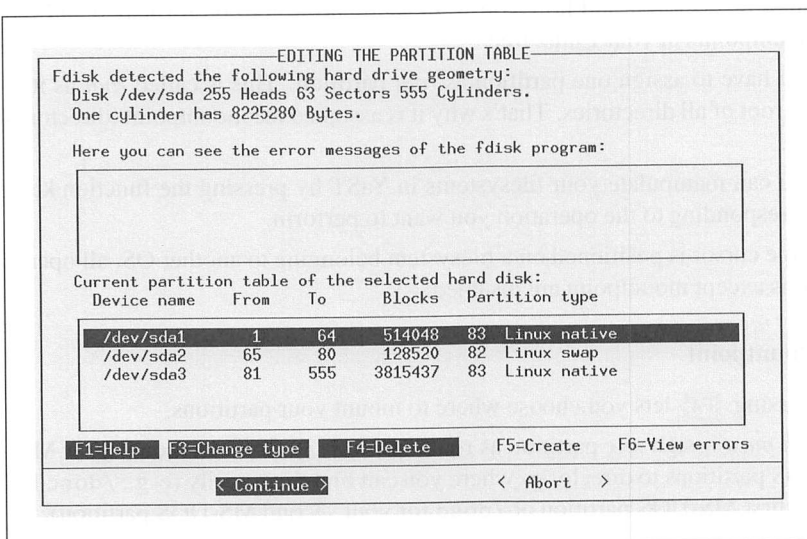 EDITING THE PARTITION TABLE
Fdisk detected the following hard drive geometry:
Disk /dev/sda 255 Heads 63 Sectors 555 Cylinders.
One cylinder has 8225280 Bytes.
Here you can see the error messages of the fdisk program:
Current partition table of the selected hard disk:
Device name From To Blocks Partition type
/dev/sda1 1 64 514048 83 Linux native
/dev/sda2 65 80 128520 82 Linux swap
/dev/sda3 81 555 3815437 83 Linux native
F1=Help F3=Change type F4=Delete F5=Create F6=View errors
< Continue > < Abort >